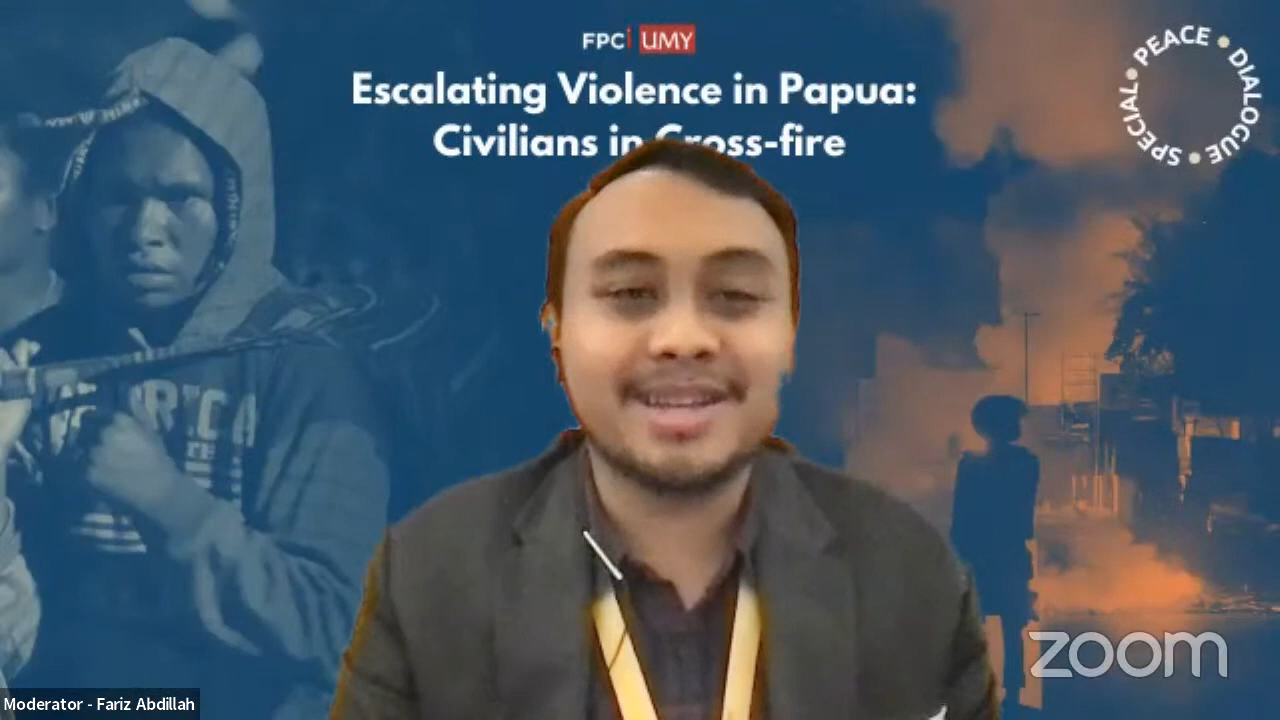 FPCi UMY
Escalating Violence in Papua:
Civilians in Cross-fire
SPECIAL • PEACE • DIALOGUE •
zoom
Moderator - Fariz Abdillah